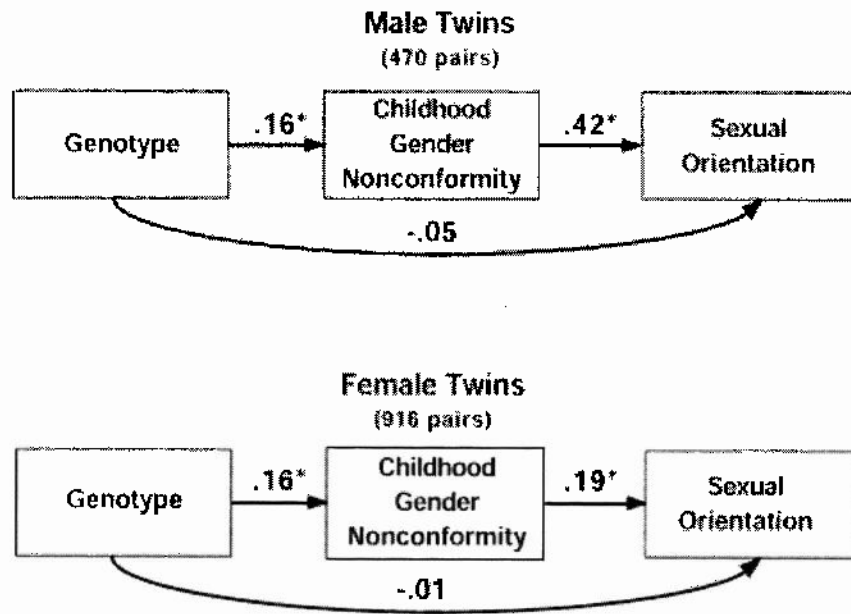 Male Twins
(470 pairs)
Genotype
.16*
Childhood
Gender
Nonconformity
.42*
Sexual
Orientation
-.05
Female Twins
(916 pairs)
Genotype
.16*
Childhood
Gender
Nonconformity
.19*
Sexual
Orientation
-.01